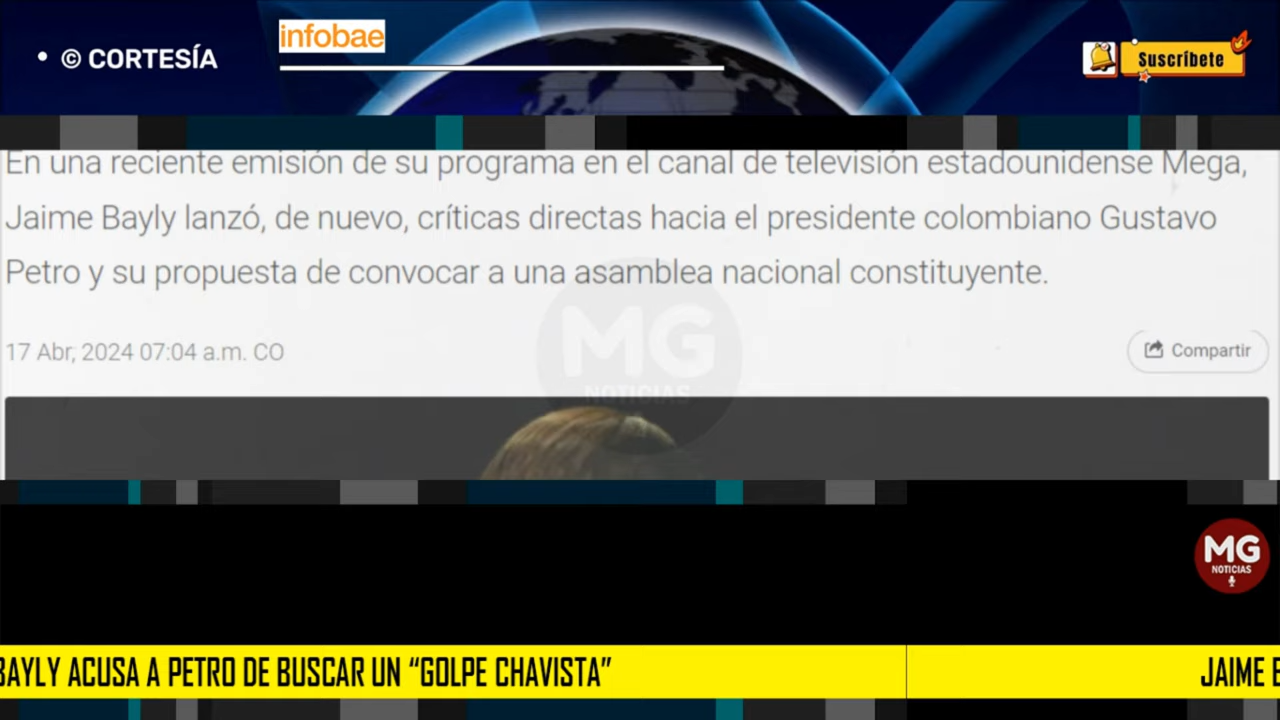 • © CORTESÍA
infobae
Suscríbete
En una reciente emisión de su programa en el canal de televisión estadounidense Mega,
Jaime Bayly lanzó, de nuevo, críticas directas hacia el presidente colombiano Gustavo
Petro y su propuesta de convocar a una asamblea nacional constituyente.
17 Abr, 2024 07:04 a.m. CO
Compartir
MG
NOTICIAS
MG
NOTICIAS
BAYLY ACUSA A PETRO DE BUSCAR UN “GOLPE CHAVISTA”
JAIME